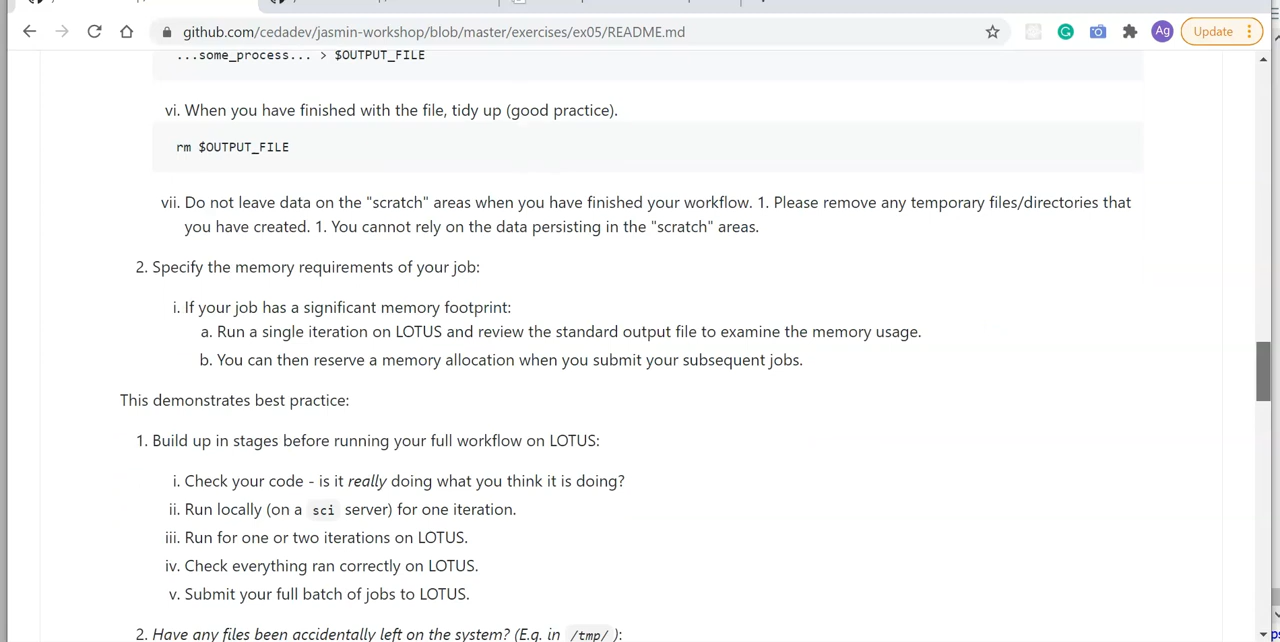 github.com/cedadev/jasmin-workshop/blob/master/exercises/ex05/README.md
Ag
Update
...some_process... > $OUTPUT_FILE
vi. When you have finished with the file, tidy up (good practice).
rm $OUTPUT_FILE
vii. Do not leave data on the "scratch" areas when you have finished your workflow. 1. Please remove any temporary files/directories that
you have created. 1. You cannot rely on the data persisting in the "scratch" areas.
2. Specify the memory requirements of your job:
i. If your job has a significant memory footprint:
a. Run a single iteration on LOTUS and review the standard output file to examine the memory usage.
b. You can then reserve a memory allocation when you submit your subsequent jobs.
This demonstrates best practice:
1. Build up in stages before running your full workflow on LOTUS:
i. Check your code - is it really doing what you think it is doing?
ii. Run locally (on a sci server) for one iteration.
iii. Run for one or two iterations on LOTUS.
iv. Check everything ran correctly on LOTUS.
v. Submit your full batch of jobs to LOTUS.
2. Have any files been accidentally left on the system? (E.g. in /tmp/ ):